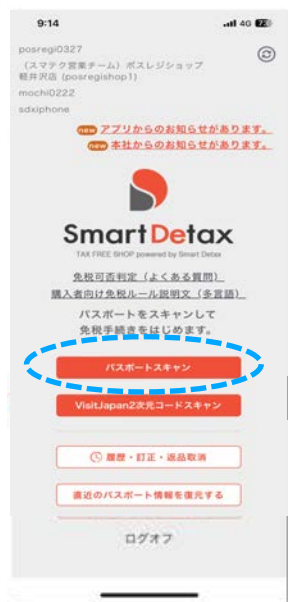 9:14
4G
posregi0327
（スマテク営業チーム）ポスレジショップ
軽井沢店 (posregishop1)
mochi0222
sdxiphone
new アプリからのお知らせがあります。
new 本社からのお知らせがあります。
SmartDetax
TAX FREE SHOP powered by Smart Detax
免税可否判定（よくある質問）
購入者向け免税ルール説明文（多言語）
パスポートをスキャンして
免税手続きをはじめます。
パスポートスキャン
VisitJapan2次元コードスキャン
履歴・訂正・返品取消
直近のパスポート情報を復元する
ログオフ